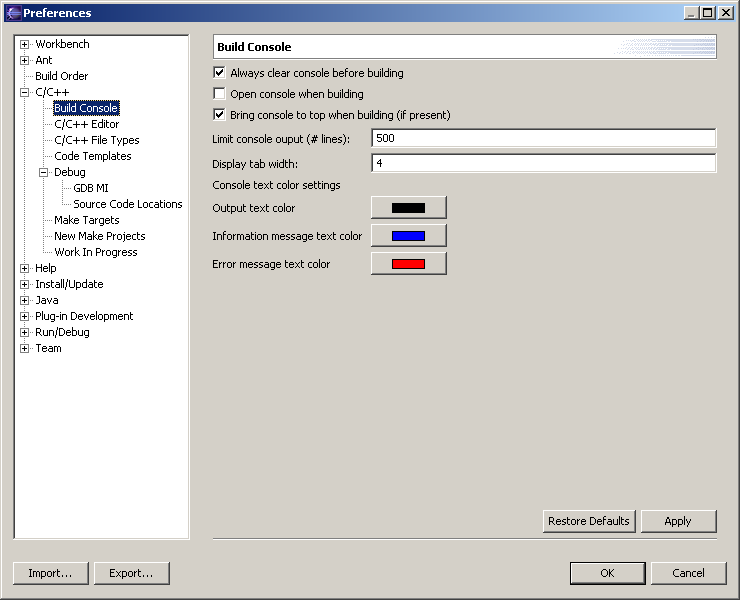 Preferences
Workbench
Ant
Build Order
C/C++
Build Console
C/C++ Editor
C/C++ File Types
Code Templates
Debug
GDB MI
Source Code Locations
Make Targets
New Make Projects
Work In Progress
Help
Install/Update
Java
Plug-in Development
Run/Debug
Team
Build Console
Always clear console before building
Open console when building
Bring console to top when building (if present)
Limit console ouput (# lines): 500
Display tab width: 4
Console text color settings
Output text color
Information message text color
Error message text color
Restore Defaults Apply
Import... Export... OK Cancel